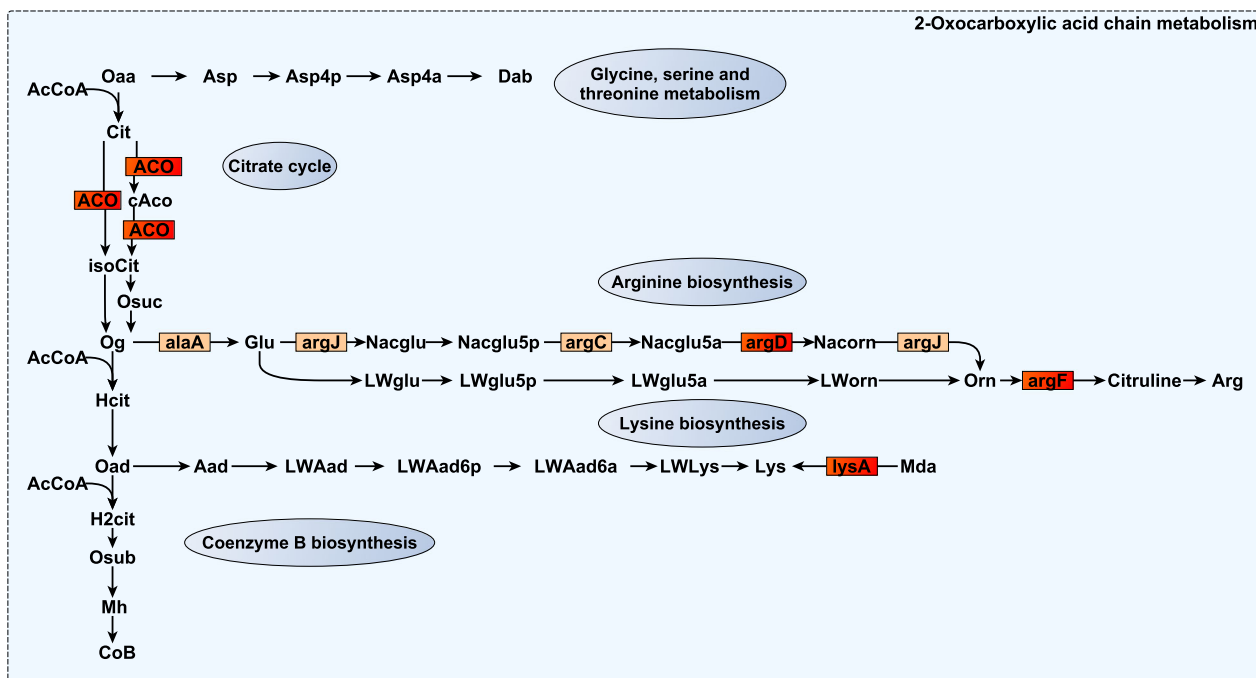 2-Oxocarboxylic acid chain metabolism
Oaa Asp Asp4p Asp4a Dab
Glycine, serine and
threonine metabolism
AcCoA
Cit
ACO
Citrate cycle
ACO cAco
ACO
isoCit
Arginine biosynthesis
Osuc
Og alaA Glu argJ Nacglu Nacglu5p argC Nacglu5a argD Nacorn argJ
AcCoA
LWglu LWglu5p LWglu5a LWorn Orn argF Citruline Arg
Hcit
Lysine biosynthesis
Oad Aad LWAad LWAad6p LWAad6a LWLys Lys lysA Mda
AcCoA
H2cit
Coenzyme B biosynthesis
Osub
Mh
CoB